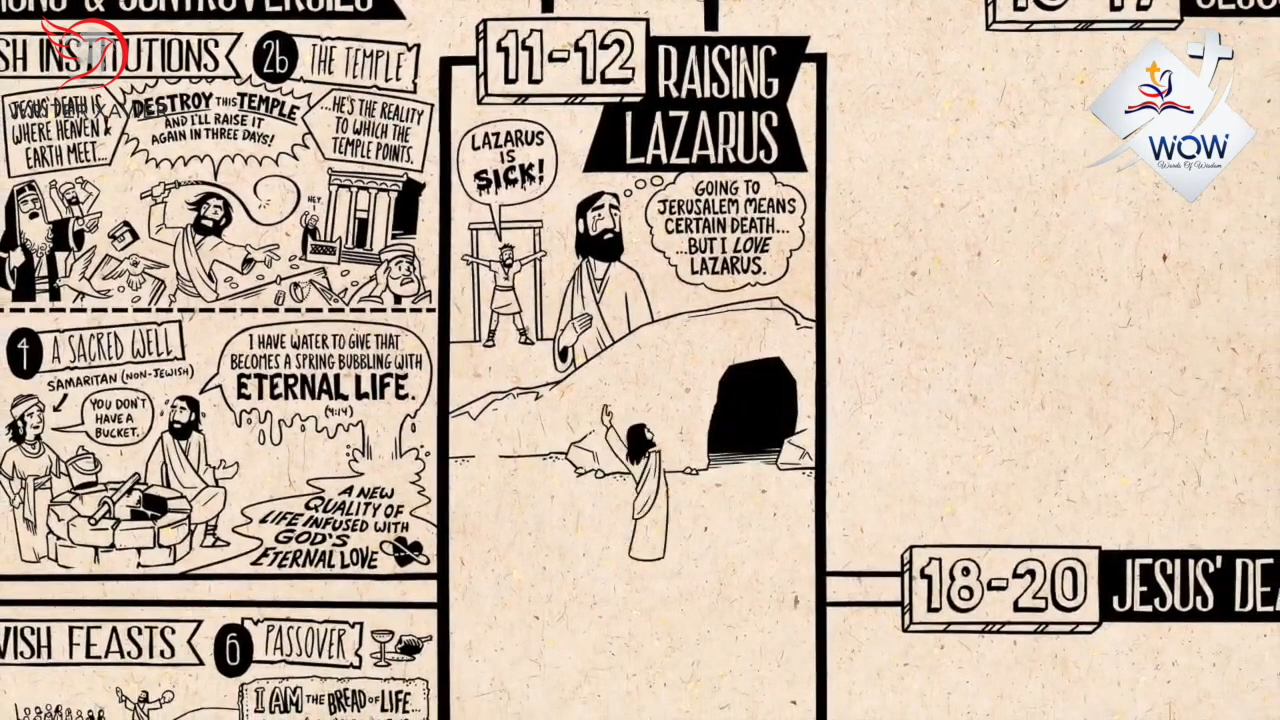 SH INSTITUTIONS
2b
THE TEMPLE
JESUS' DEATH IS
WHERE HEAVEN &
EARTH MEET...
DESTROY THIS TEMPLE
AND I'LL RAISE IT
AGAIN IN THREE DAYS!
...HE'S THE REALITY
TO WHICH THE
TEMPLE POINTS.
HEY.
4
A SACRED WELL
SAMARITAN (NON-JEWISH)
YOU DON'T
HAVE A
BUCKET.
I HAVE WATER TO GIVE THAT
BECOMES A SPRING BUBBLING WITH
ETERNAL LIFE.
(4:14)
A NEW
QUALITY OF
LIFE INFUSED WITH
GOD'S
ETERNAL LOVE
WISH FEASTS
6
PASSOVER
I AM THE BREAD OF LIFE...
11-12
RAISING
LAZARUS
LAZARUS
IS
SICK!
GOING TO
JERUSALEM MEANS
CERTAIN DEATH...
...BUT I LOVE
LAZARUS.
18-20
JESUS' DEA
WOW
Words Of Wisdom